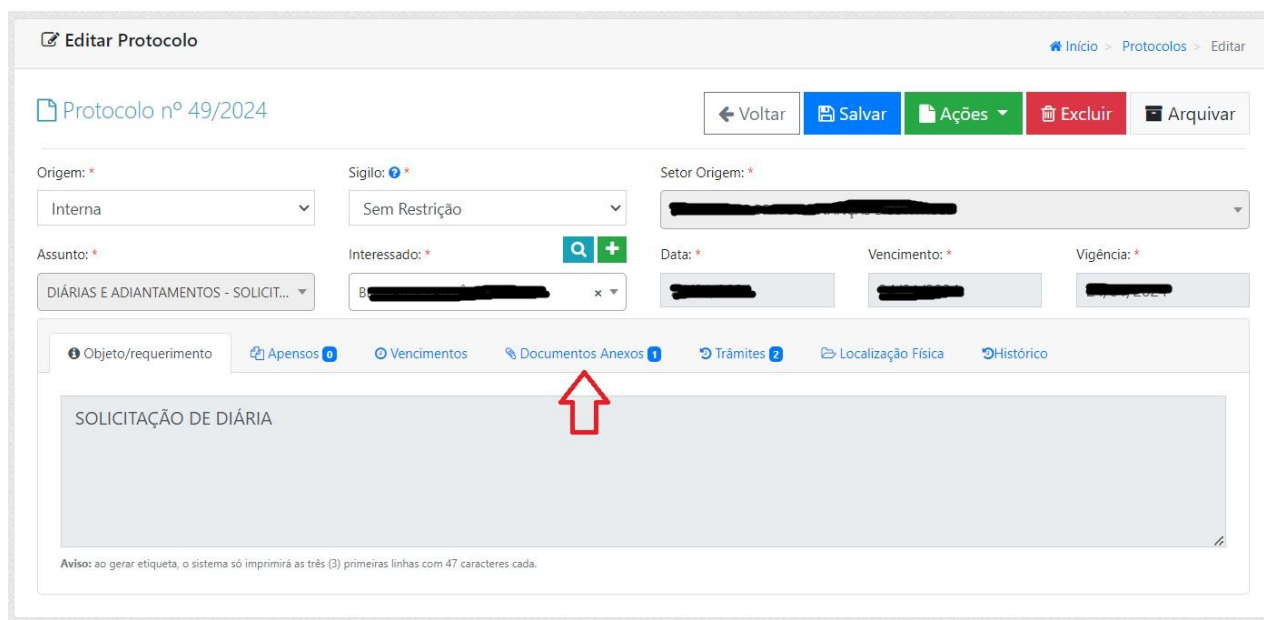 Editar Protocolo
Início > Protocolos > Editar
Protocolo nº 49/2024
Voltar Salvar Ações Excluir Arquivar
Origem: * Sigilo: * Setor Origem: *
Interna Sem Restrição
Assunto: * Interessado: * Data: * Vencimento: * Vigência: *
DIÁRIAS E ADIANTAMENTOS - SOLICIT... B
Objeto/requerimento Apensos 0 Vencimentos Documentos Anexos 1 Trâmites 2 Localização Física Histórico
SOLICITAÇÃO DE DIÁRIA
Aviso: ao gerar etiqueta, o sistema só imprimirá as três (3) primeiras linhas com 47 caracteres cada.